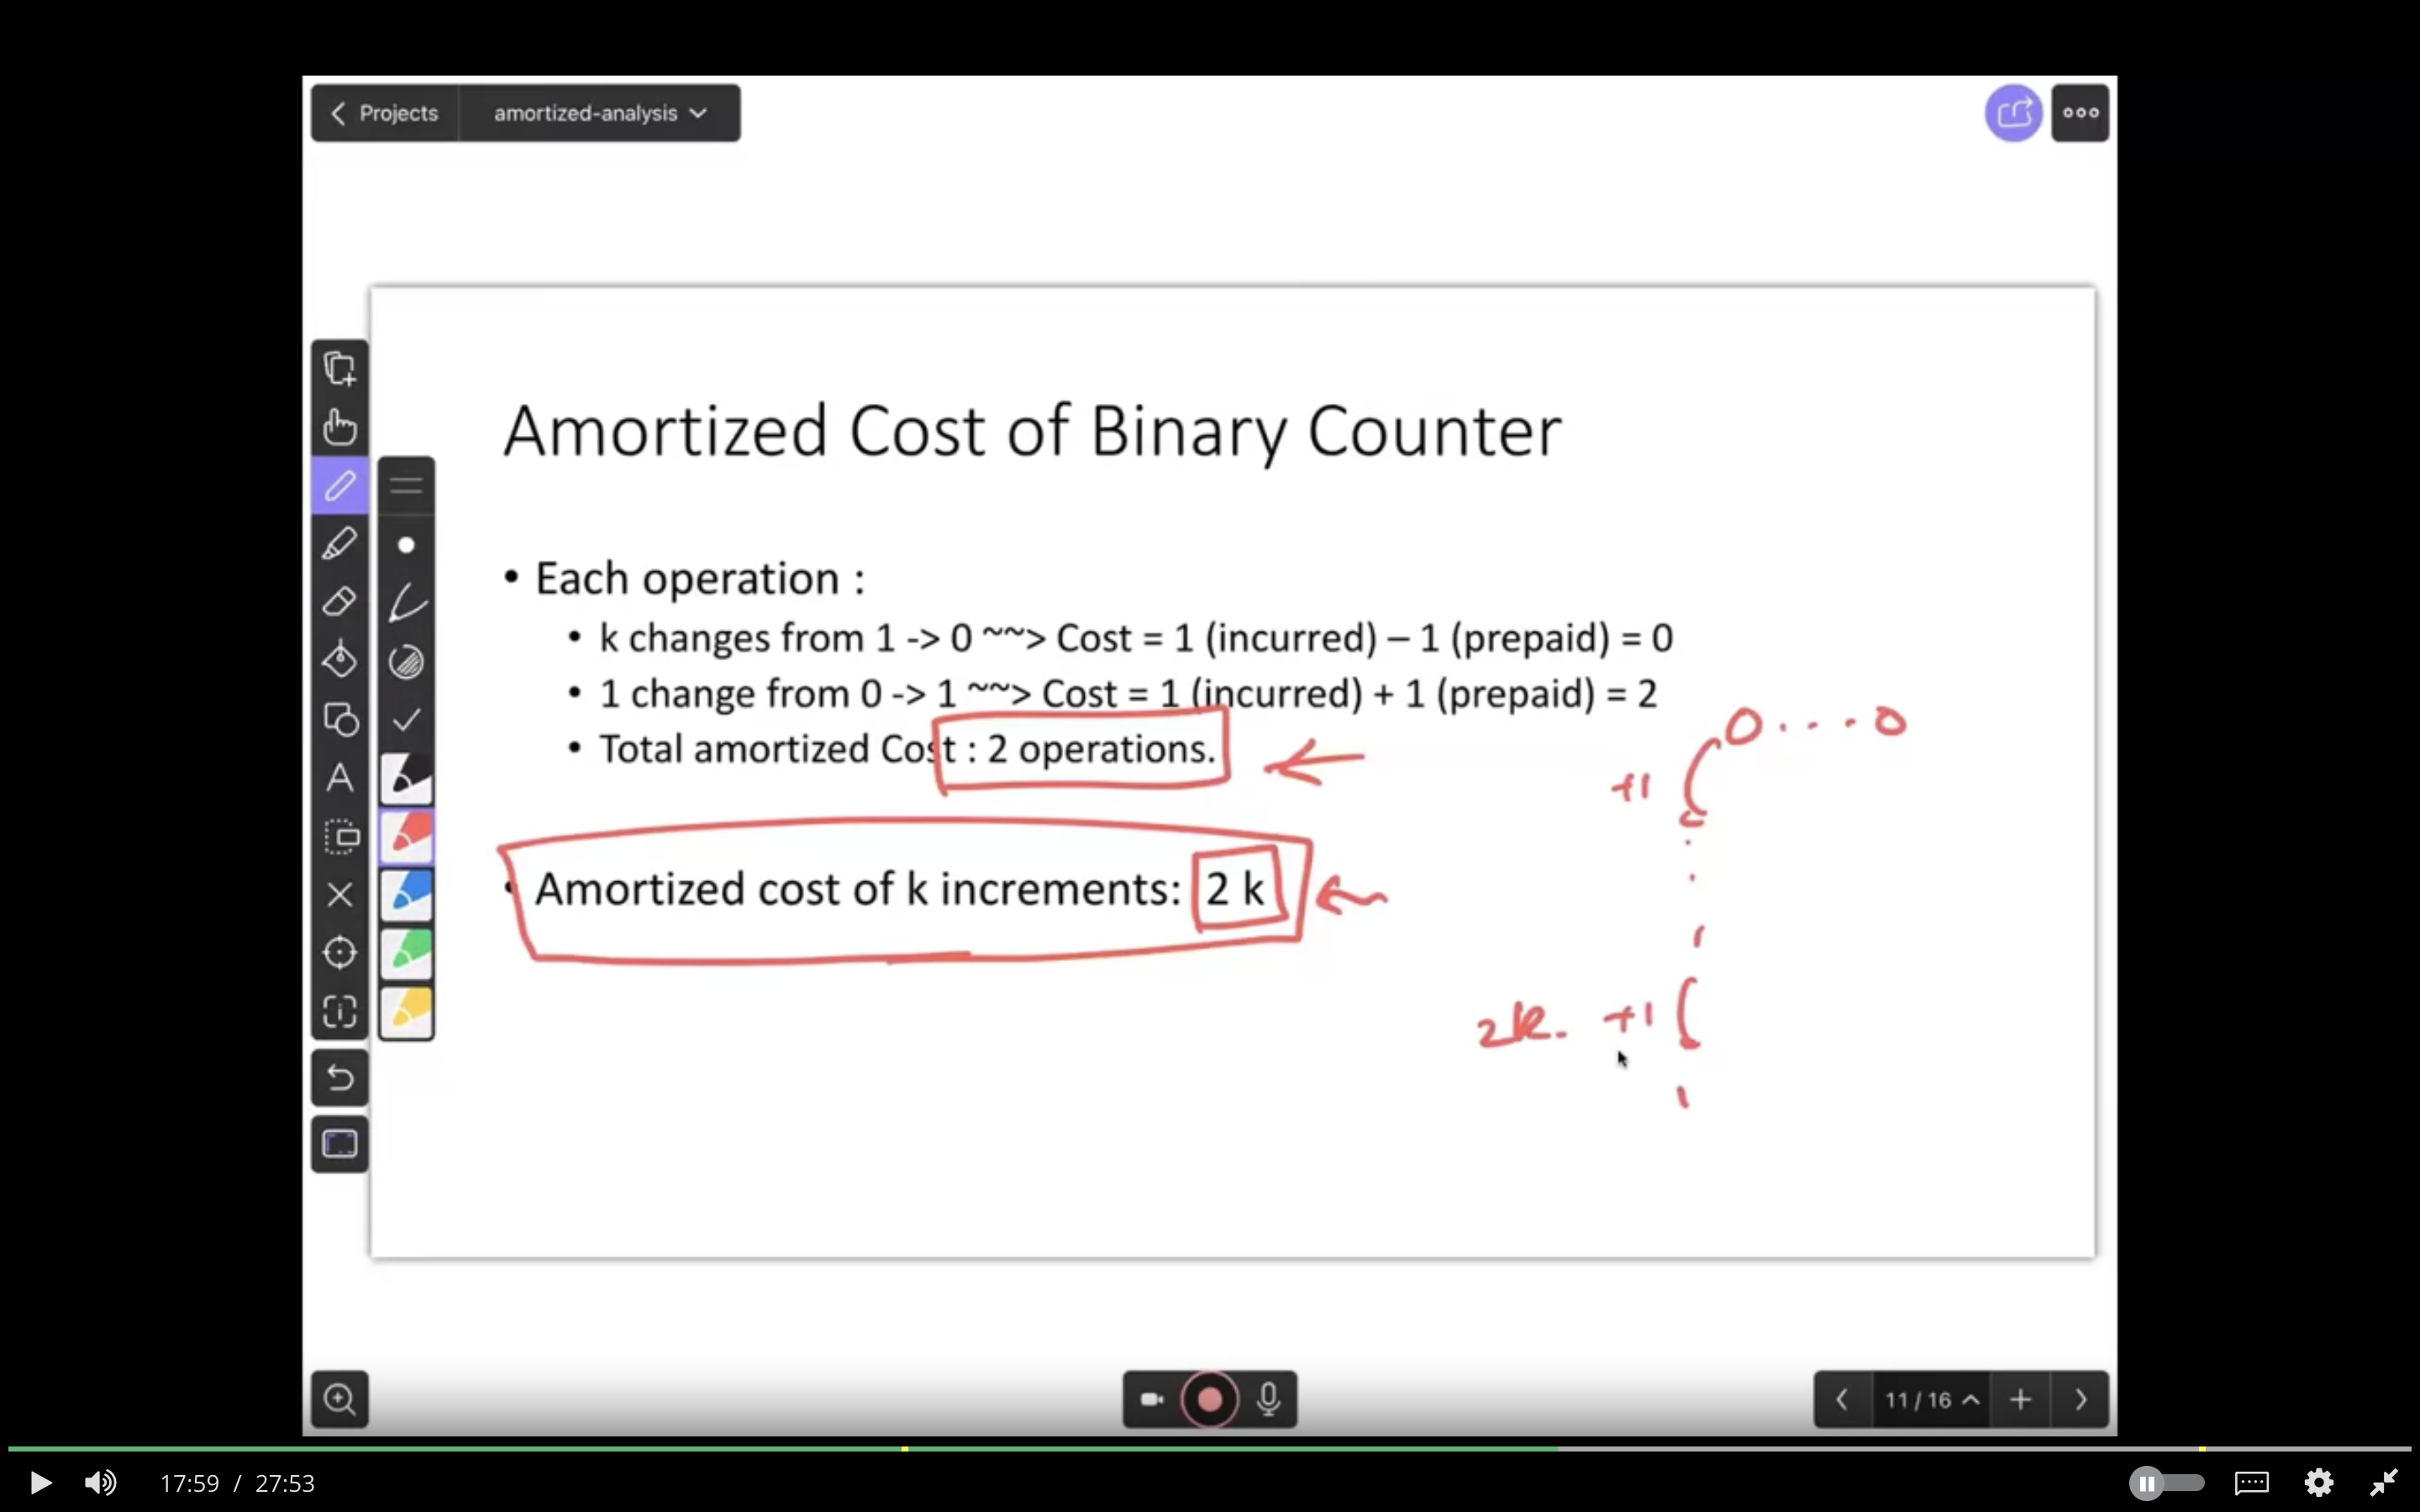 Projects amortized-analysis
Amortized Cost of Binary Counter
• Each operation :
• k changes from 1 -> 0 ~~> Cost = 1 (incurred) – 1 (prepaid) = 0
• 1 change from 0 -> 1 ~~> Cost = 1 (incurred) + 1 (prepaid) = 2
• Total amortized Cost : 2 operations.
0 . . . . 0
+1
• Amortized cost of k increments: 2 k
2k. +1
11 / 16
17:59 / 27:53